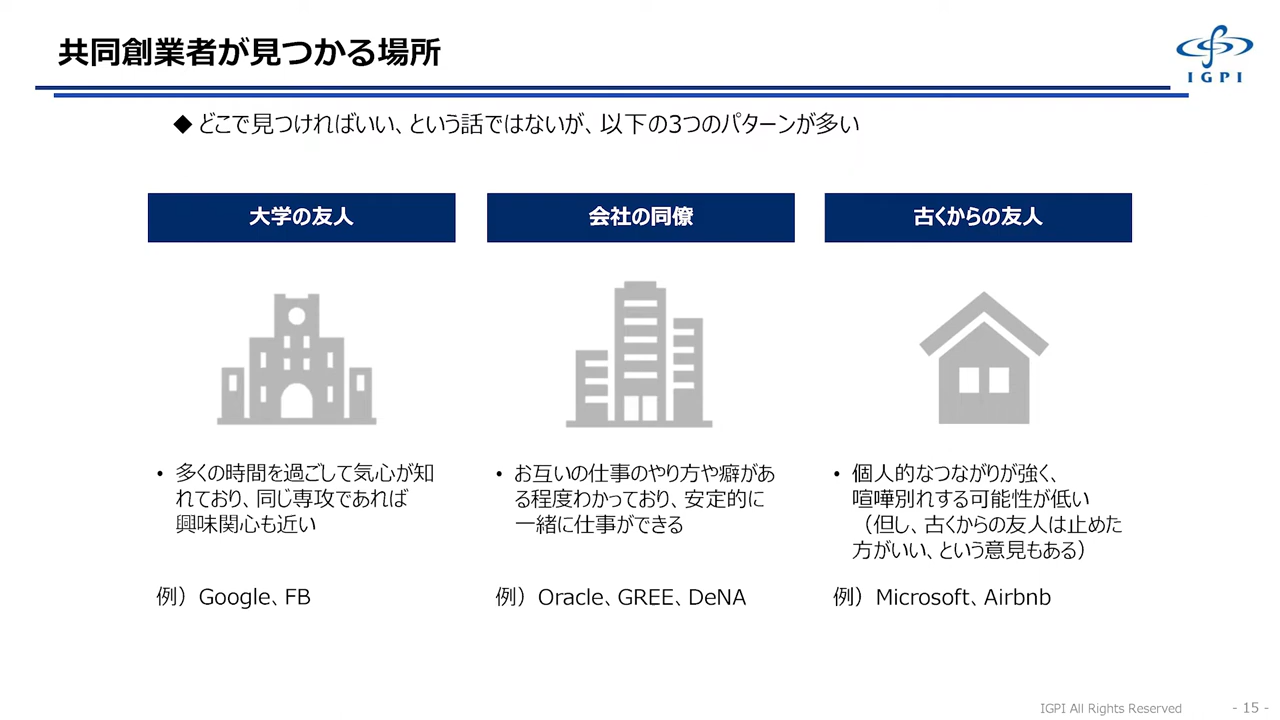 共同創業者が見つかる場所
IGPI
◆ どこで見つければいい、という話ではないが、以下の3つのパターンが多い
大学の友人
会社の同僚
古くからの友人
• 多くの時間を過ごして気心が知
れており、同じ専攻であれば
興味関心も近い
例）Google、FB
• お互いの仕事のやり方や癖があ
る程度わかっており、安定的に
一緒に仕事ができる
例）Oracle、GREE、DeNA
• 個人的なつながりが強く、
喧嘩別れする可能性が低い
（但し、古くからの友人は止めた
方がいい、という意見もある）
例）Microsoft、Airbnb
IGPI All Rights Reserved
- 15 -